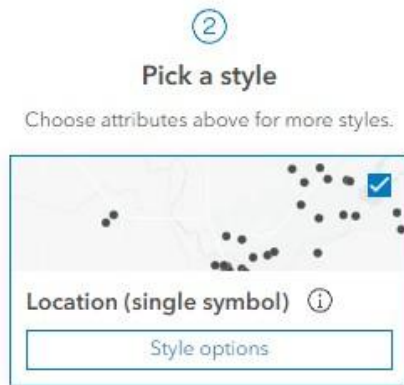 2
Pick a style
Choose attributes above for more styles.
Location (single symbol)
Style options